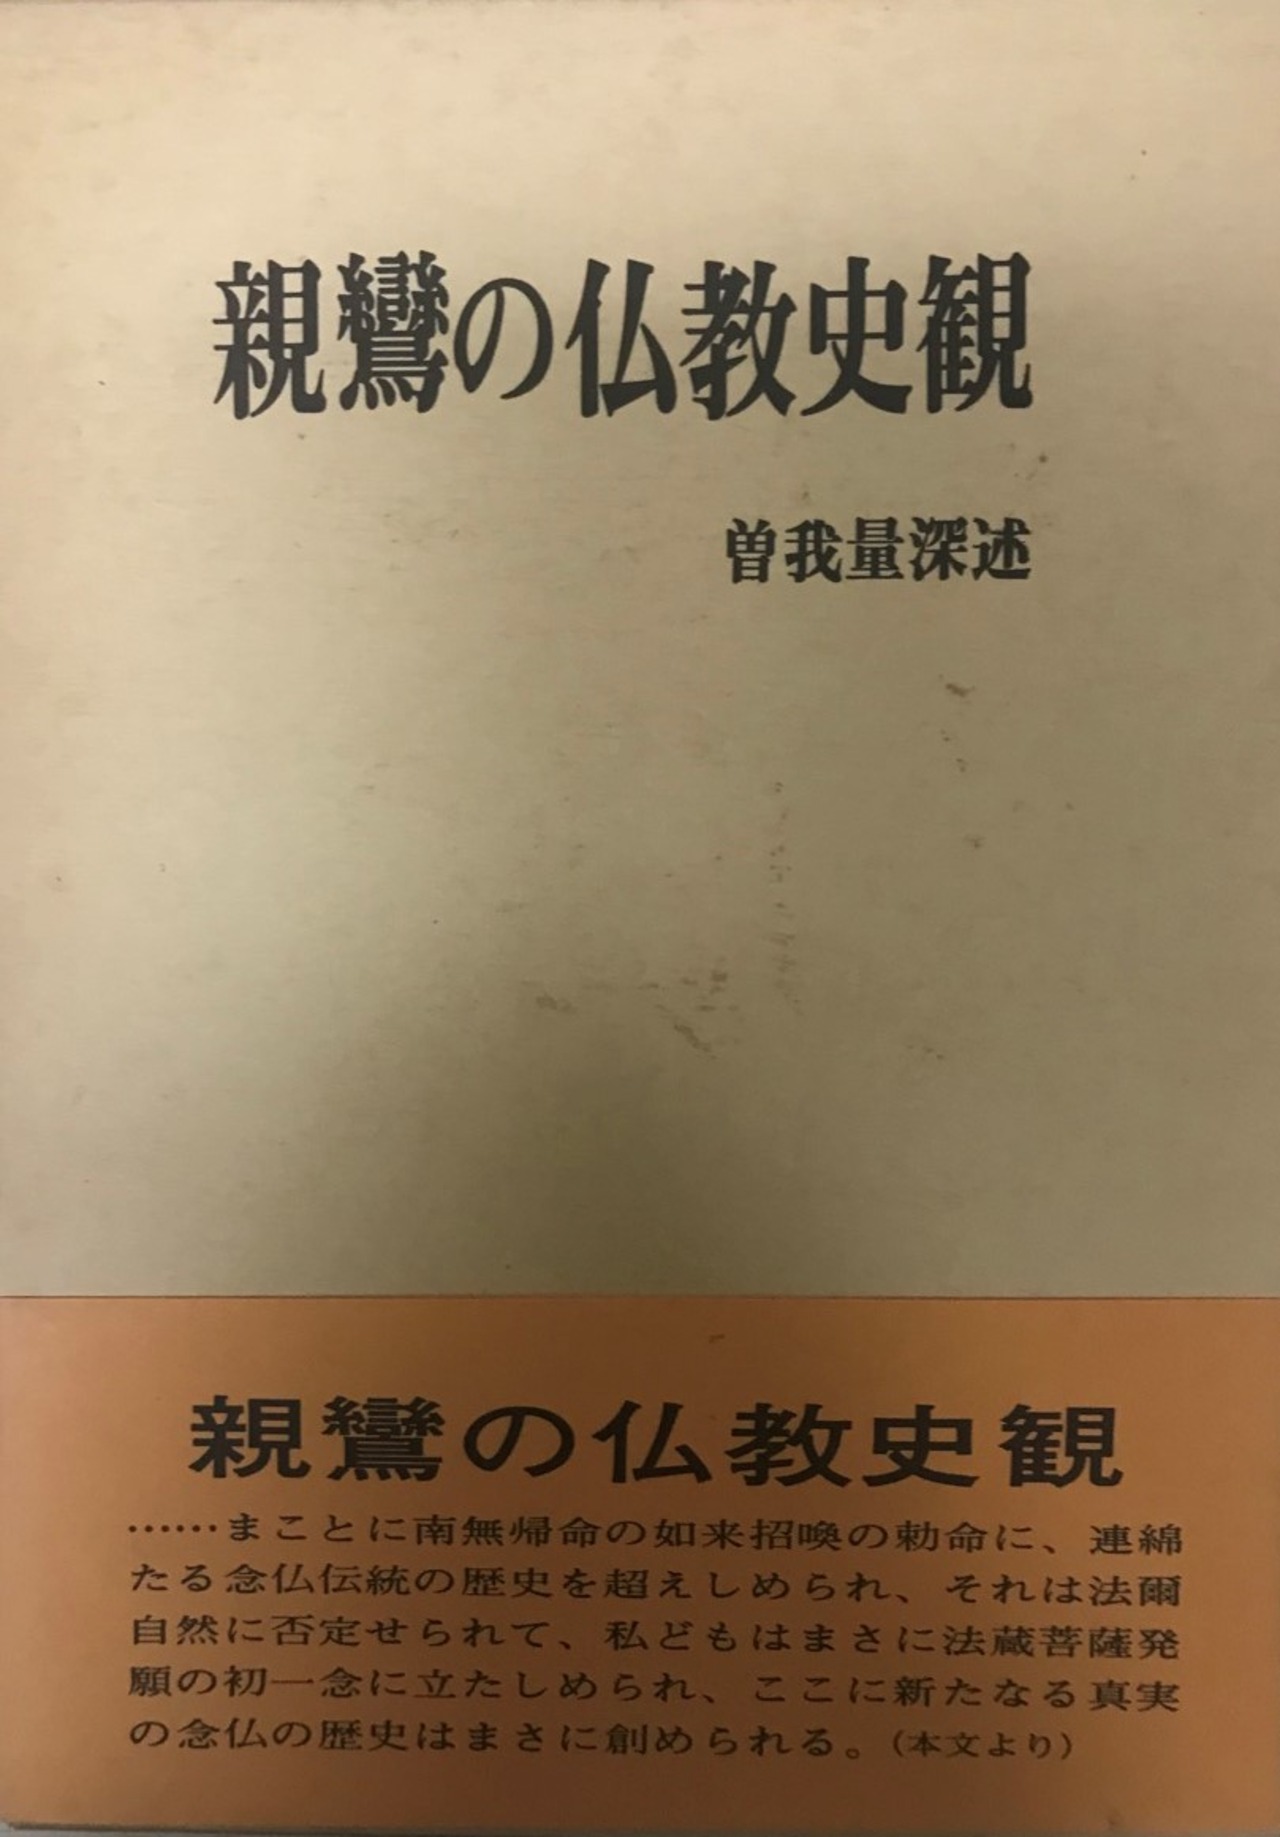 親鸞の仏教史観
曽我量深述
親鸞の仏教史観
……まことに南無帰命の如来招喚の勅命に、連綿
たる念仏伝統の歴史を超えしめられ、それは法爾
自然に否定せられて、私どもはまさに法蔵菩薩発
願の初一念に立たしめられ、ここに新たなる真実
の念仏の歴史はまさに創められる。(本文より)